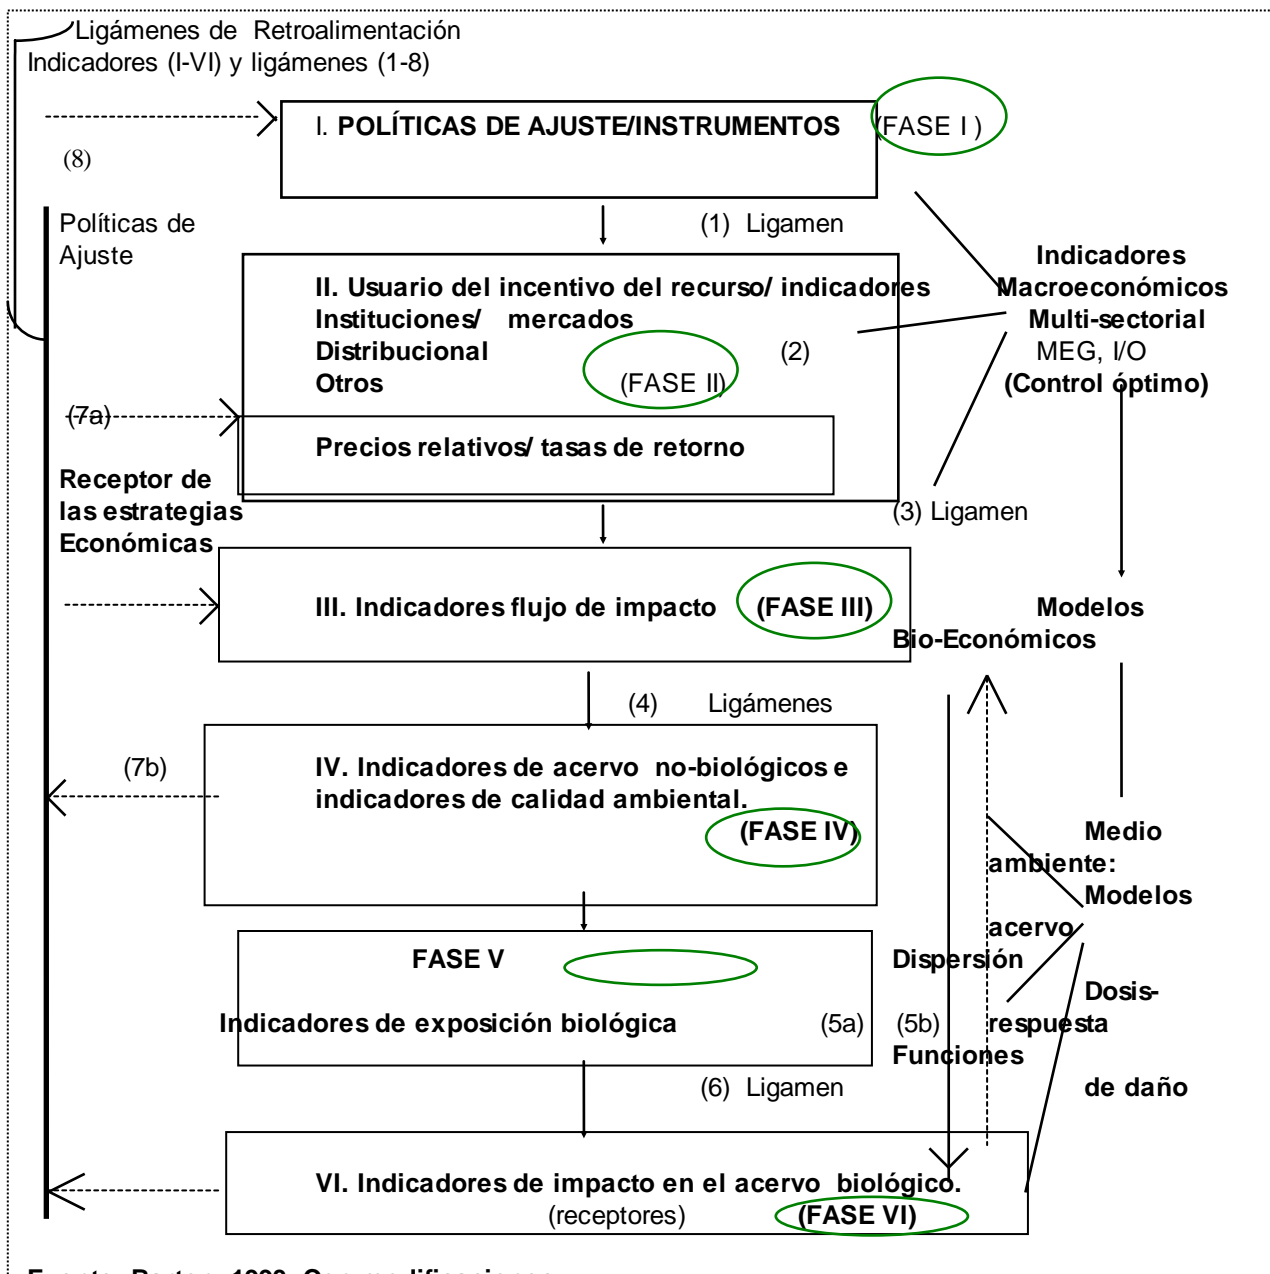 Ligámenes de Retroalimentación
Indicadores (I-VI) y ligámenes (1-8)
I. POLÍTICAS DE AJUSTE/INSTRUMENTOS (FASE I )
(8)
Políticas de
Ajuste
(1) Ligamen
Indicadores
Macroeconómicos
Multi-sectorial
MEG, I/O
(Control óptimo)
II. Usuario del incentivo del recurso/ indicadores
Instituciones/ mercados
Distribucional (2)
Otros (FASE II)
(7a)
Precios relativos/ tasas de retorno
Receptor de
las estrategias
Económicas
(3) Ligamen
III. Indicadores flujo de impacto (FASE III)
Modelos
Bio-Económicos
(4) Ligámenes
(7b)
IV. Indicadores de acervo no-biológicos e
indicadores de calidad ambiental.
(FASE IV)
Medio
ambiente:
Modelos
acervo
FASE V
Dispersión
Dosis-
Indicadores de exposición biológica (5a) (5b) respuesta
Funciones
(6) Ligamen
de daño
VI. Indicadores de impacto en el acervo biológico.
(receptores) (FASE VI)